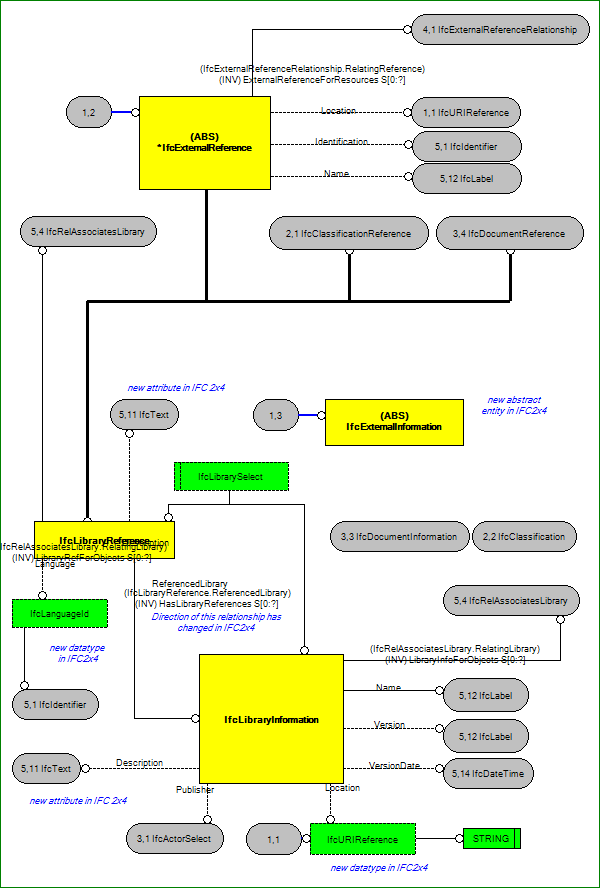 4,1 IfcExternalReferenceRelationship
(IfcExternalReferenceRelationship.RelatingReference)
(INV) ExternalReferenceForResources S[0:?]
1,2
(ABS)
*IfcExternalReference
Location
1,1 IfcURIReference
Identification
5,1 IfcIdentifier
Name
5,12 IfcLabel
5,4 IfcRelAssociatesLibrary
2,1 IfcClassificationReference
3,4 IfcDocumentReference
new attribute in IFC 2x4
5,11 IfcText
1,3
(ABS)
IfcExternalInformation
new abstract
entity in IFC2x4
IfcLibrarySelect
IfcLibraryReference
IfcRelAssociatesLibrary.RelatingLibrary)
(INV) LibraryRefForObjects S[0:?]
Language
3,3 IfcDocumentInformation
2,2 IfcClassification
ReferencedLibrary
(IfcLibraryReference.ReferencedLibrary)
(INV) HasLibraryReferences S[0:?]
Direction of this relationship has
changed in IFC2x4
IfcLanguageId
5,4 IfcRelAssociatesLibrary
new datatype
in IFC2x4
(IfcRelAssociatesLibrary.RelatingLibrary)
(INV) LibraryInfoForObjects S[0:?]
5,1 IfcIdentifier
IfcLibraryInformation
Name
5,12 IfcLabel
Version
5,12 IfcLabel
5,11 IfcText
Description
VersionDate
5,14 IfcDateTime
new attribute in IFC 2x4
Publisher
Location
3,1 IfcActorSelect
1,1
IfcURIReference
STRING
new datatype in IFC2x4